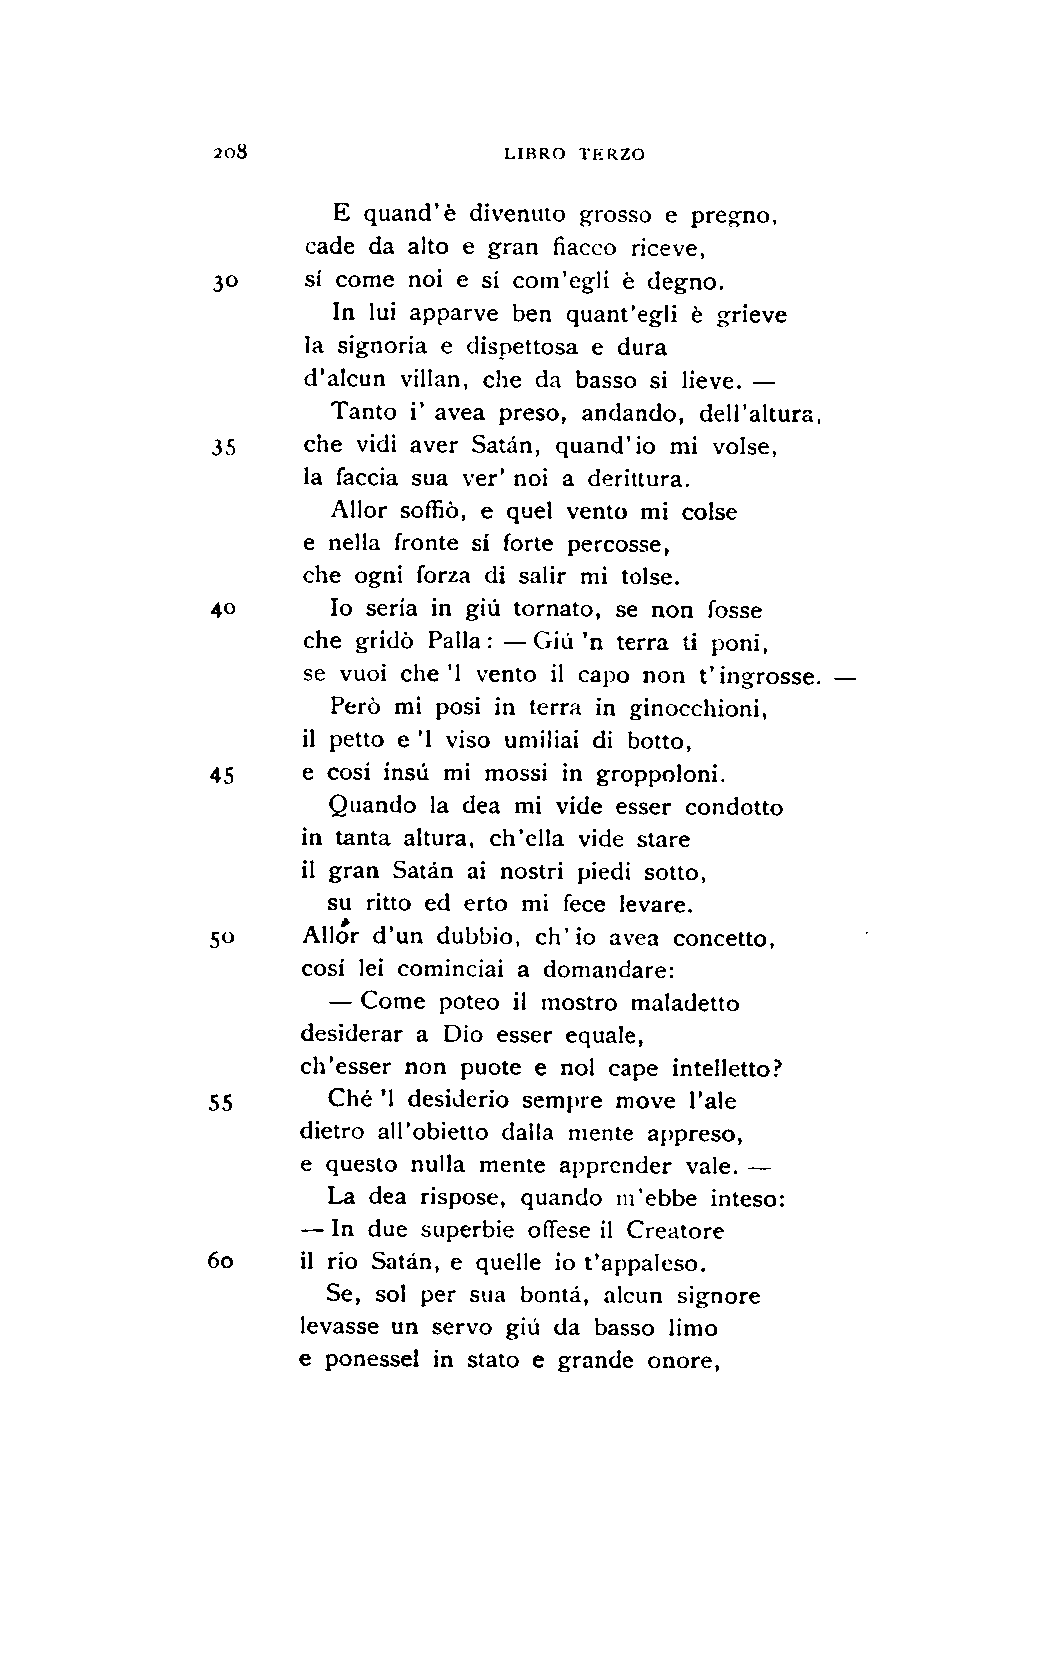 208 LIBRO TERZO
E quand'è divenuto grosso e pregno,
cade da alto e gran fiacco riceve,
30 sí come noi e sí com'egli è degno.
In lui apparve ben quant'egli è grieve
la signoria e dispettosa e dura
d'alcun villan, che da basso si lieve. —
Tanto i' avea preso, andando, dell'altura,
35 che vidi aver Satán, quand'io mi volse,
la faccia sua ver' noi a derittura.
Allor soffiò, e quel vento mi colse
e nella fronte sí forte percosse,
che ogni forza di salir mi tolse.
40 Io sería in giú tornato, se non fosse
che gridò Palla: — Giú 'n terra ti poni,
se vuoi che 'l vento il capo non t'ingrosse. —
Però mi posi in terra in ginocchioni,
il petto e 'l viso umiliai di botto,
45 e cosí insú mi mossi in groppoloni.
Quando la dea mi vide esser condotto
in tanta altura, ch'ella vide stare
il gran Satán ai nostri piedi sotto,
su ritto ed erto mi fece levare.
50 Allór d'un dubbio, ch'io avea concetto,
cosí lei cominciai a domandare:
— Come poteo il mostro maladetto
desiderar a Dio esser equale,
ch'esser non puote e nol cape intelletto?
55 Ché 'l desiderio sempre move l'ale
dietro all'obietto dalla mente appreso,
e questo nulla mente apprender vale. —
La dea rispose, quando m'ebbe inteso:
— In due superbie offese il Creatore
60 il rio Satán, e quelle io t'appaleso.
Se, sol per sua bontá, alcun signore
levasse un servo giú da basso limo
e ponessel in stato e grande onore,